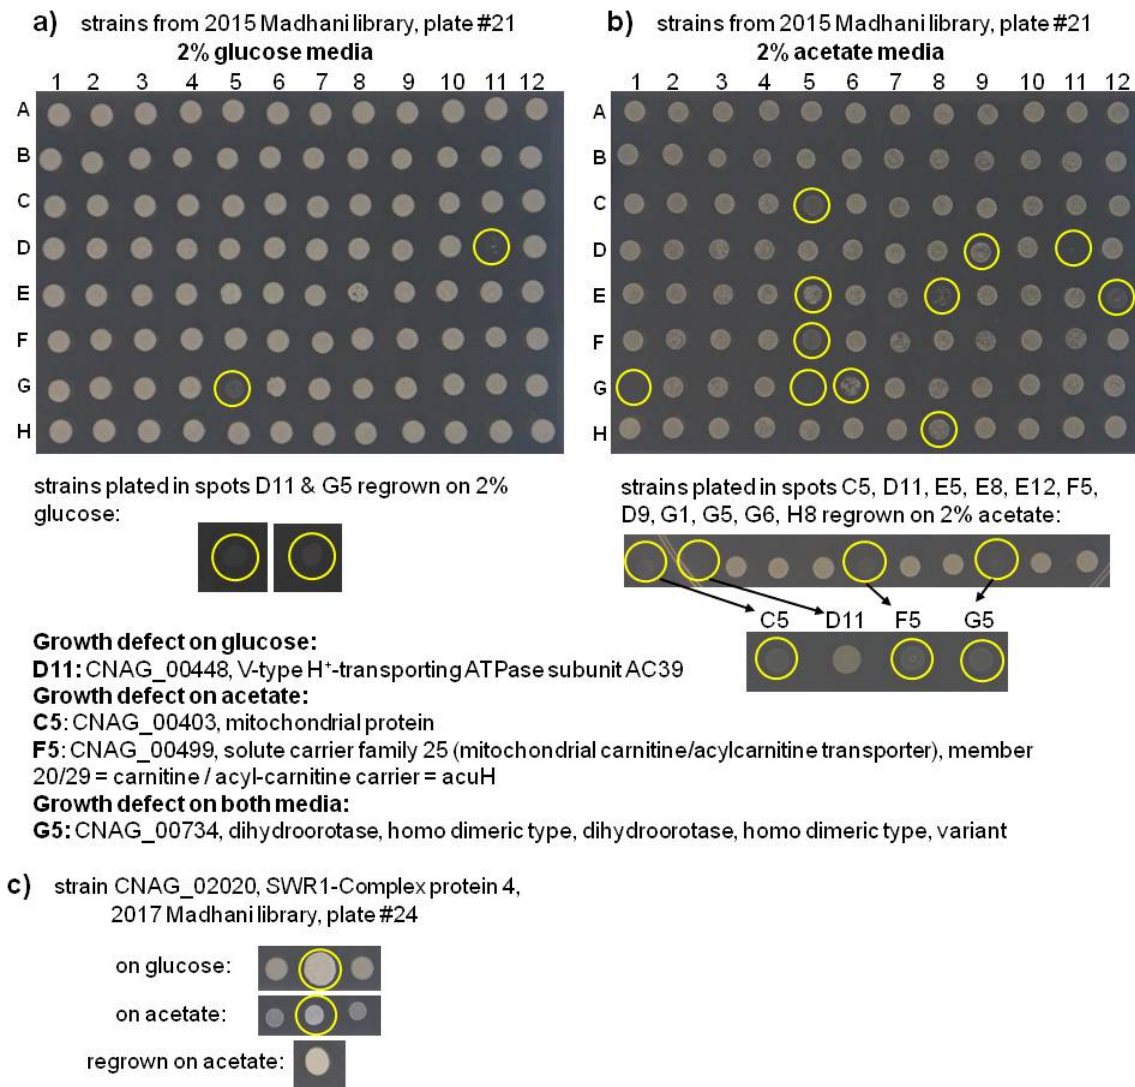 a) strains from 2015 Madhani library, plate #21
2% glucose media
1 2 3 4 5 6 7 8 9 10 11 12
A
B
C
D
E
F
G
H
b) strains from 2015 Madhani library, plate #21
2% acetate media
1 2 3 4 5 6 7 8 9 10 11 12
A
B
C
D
E
F
G
H
strains plated in spots D11 & G5 regrown on 2%
glucose:
strains plated in spots C5, D11, E5, E8, E12, F5,
D9, G1, G5, G6, H8 regrown on 2% acetate:
C5 D11 F5 G5
Growth defect on glucose:
D11: CNAG_00448, V-type H⁺-transporting ATPase subunit AC39
Growth defect on acetate:
C5: CNAG_00403, mitochondrial protein
F5: CNAG_00499, solute carrier family 25 (mitochondrial carnitine/acylcarnitine transporter), member
20/29 = carnitine / acyl-carnitine carrier = acuH
Growth defect on both media:
G5: CNAG_00734, dihydroorotase, homo dimeric type, dihydroorotase, homo dimeric type, variant
c) strain CNAG_02020, SWR1-Complex protein 4,
2017 Madhani library, plate #24
on glucose:
on acetate:
regrown on acetate: